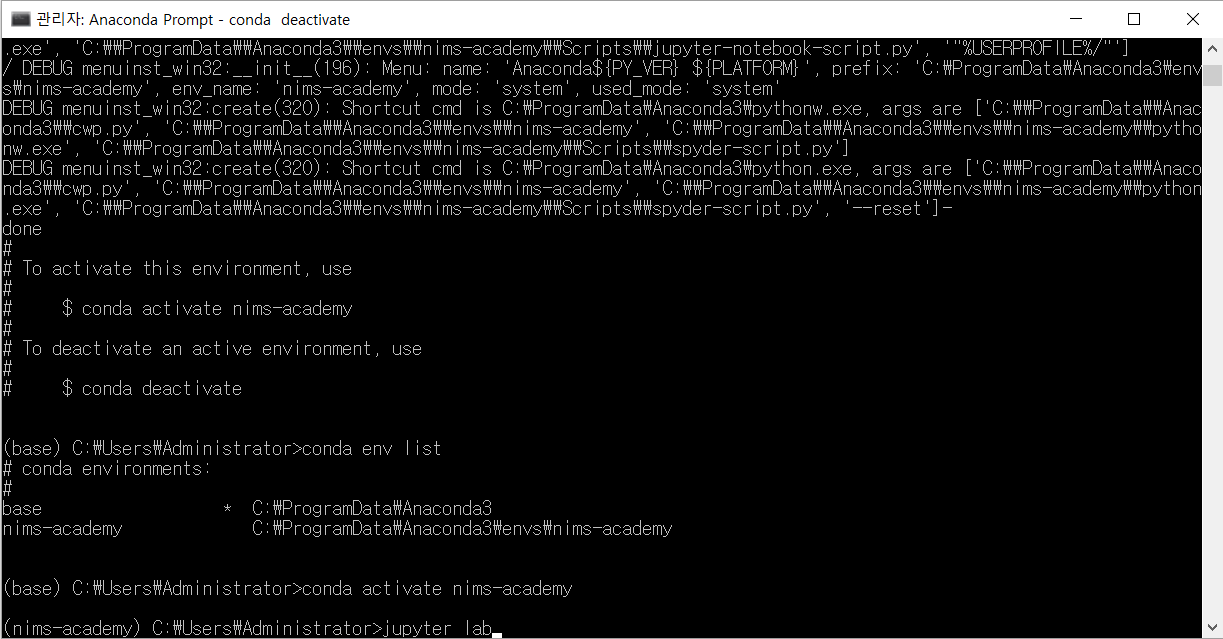 관리자: Anaconda Prompt - conda  deactivate
.exe', 'C:₩₩ProgramData₩₩Anaconda3₩₩envs₩₩nims-academy₩₩Scripts₩₩jupyter-notebook-script.py', '"%USERPROFILE%/"']
/ DEBUG menuinst_win32:__init__(196): Menu: name: 'Anaconda${PY_VER} ${PLATFORM}', prefix: 'C:₩ProgramData₩Anaconda3₩env
s₩nims-academy', env_name: 'nims-academy', mode: 'system', used_mode: 'system'
DEBUG menuinst_win32:create(320): Shortcut cmd is C:₩ProgramData₩Anaconda3₩pythonw.exe, args are ['C:₩₩ProgramData₩₩Anac
onda3₩₩cwp.py', 'C:₩₩ProgramData₩₩Anaconda3₩₩envs₩₩nims-academy', 'C:₩₩ProgramData₩₩Anaconda3₩₩envs₩₩nims-academy₩₩pytho
nw.exe', 'C:₩₩ProgramData₩₩Anaconda3₩₩envs₩₩nims-academy₩₩Scripts₩₩spyder-script.py']
DEBUG menuinst_win32:create(320): Shortcut cmd is C:₩ProgramData₩Anaconda3₩python.exe, args are ['C:₩₩ProgramData₩₩Anaco
nda3₩₩cwp.py', 'C:₩₩ProgramData₩₩Anaconda3₩₩envs₩₩nims-academy', 'C:₩₩ProgramData₩₩Anaconda3₩₩envs₩₩nims-academy₩₩python
.exe', 'C:₩₩ProgramData₩₩Anaconda3₩₩envs₩₩nims-academy₩₩Scripts₩₩spyder-script.py', '--reset']-
done
#
# To activate this environment, use
#
#     $ conda activate nims-academy
#
# To deactivate an active environment, use
#
#     $ conda deactivate
(base) C:₩Users₩Administrator>conda env list
# conda environments:
#
base                  *  C:₩ProgramData₩Anaconda3
nims-academy             C:₩ProgramData₩Anaconda3₩envs₩nims-academy
(base) C:₩Users₩Administrator>conda activate nims-academy
(nims-academy) C:₩Users₩Administrator>jupyter lab